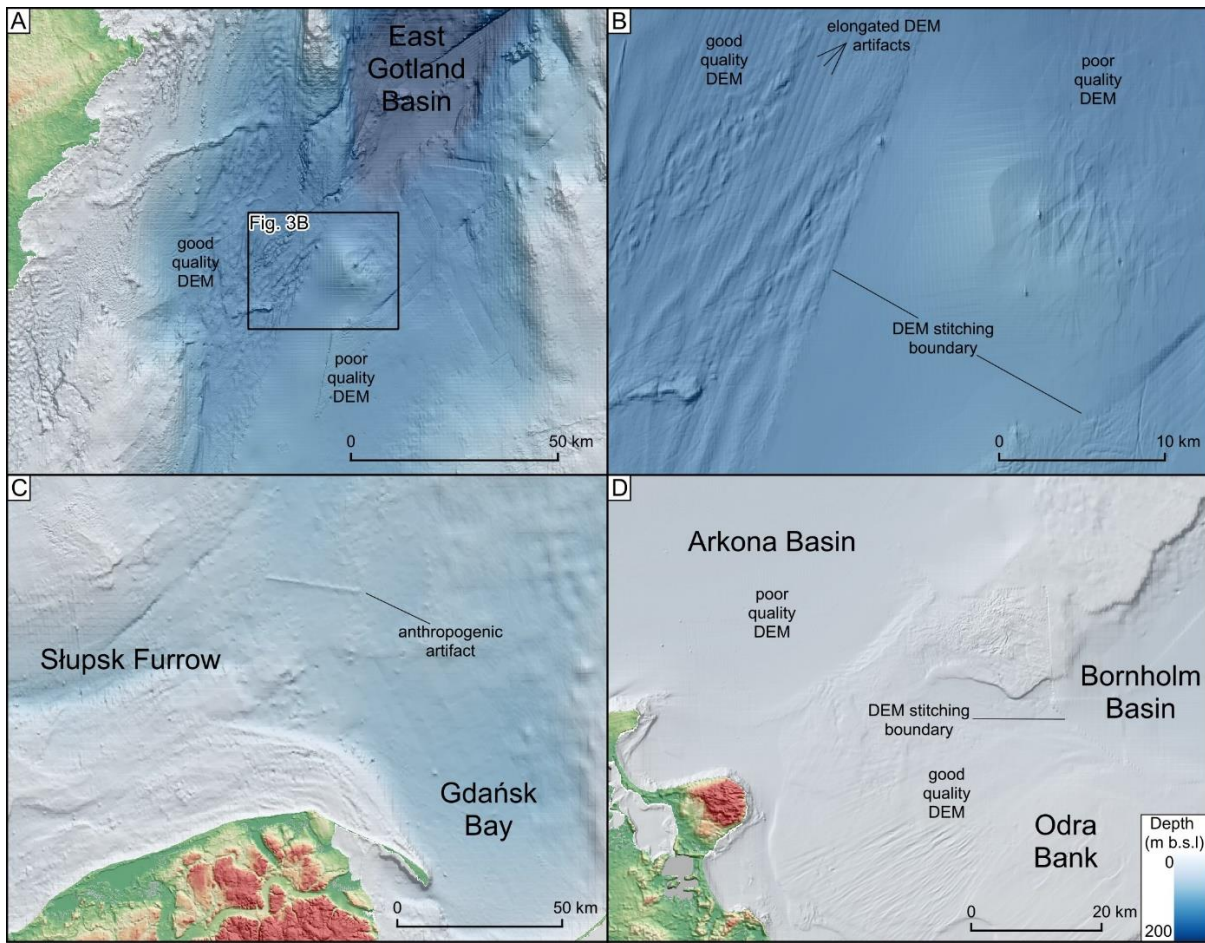 A
East
Gotland
Basin
Fig. 3B
good
quality
DEM
poor
quality
DEM
0
50 km
B
good
quality
DEM
elongated DEM
artifacts
poor
quality
DEM
DEM stitching
boundary
0
10 km
C
anthropogenic
artifact
Słupsk Furrow
Gdańsk
Bay
0
50 km
D
Arkona Basin
poor
quality
DEM
Bornholm
Basin
DEM stitching
boundary
good
quality
DEM
Odra
Bank
0
20 km
Depth
(m b.s.l)
0
200